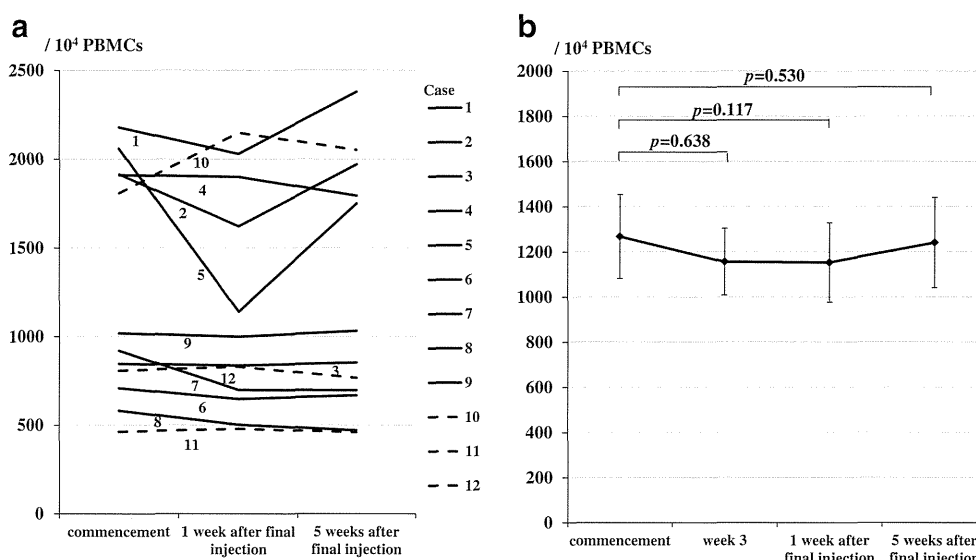 a
/ 10⁴ PBMCs
2500
2000
1500
1000
500
0
1
10
4
2
5
9
3
12
7
6
8
11
commencement
1 week after final
injection
5 weeks after
final injection
Case
1
2
3
4
5
6
7
8
9
10
11
12
b
/ 10⁴ PBMCs
2000
1800
1600
1400
1200
1000
800
600
400
200
0
p=0.530
p=0.117
p=0.638
commencement
week 3
1 week after
final injection
5 weeks after
final injection